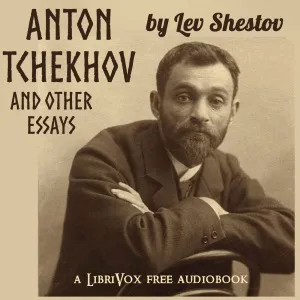 ANTON
TCHEKHOV
AND OTHER
ESSAYS
by Lev Shestov
A LIBRIVOX FREE AUDIOBOOK